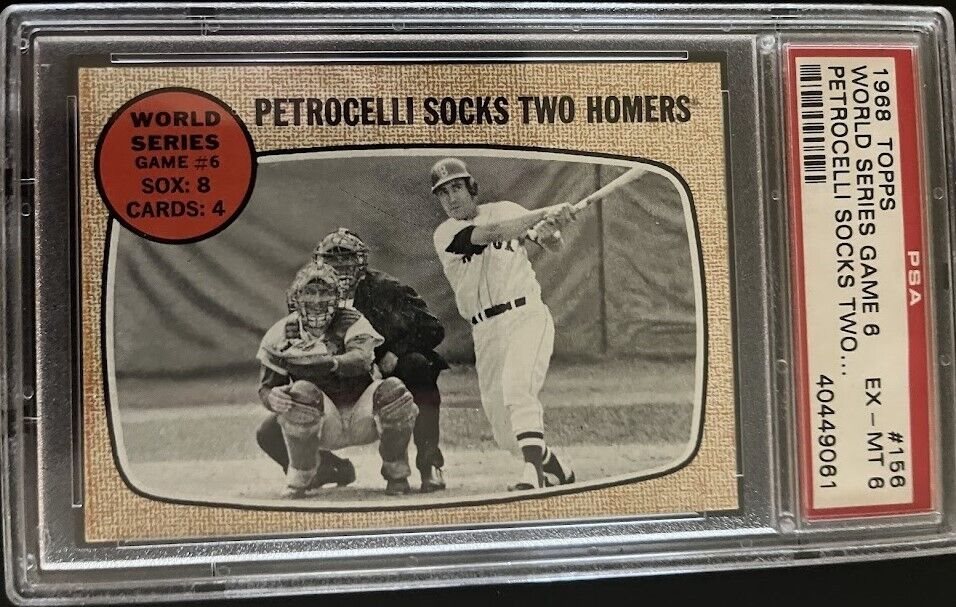 WORLD
SERIES
GAME #6
SOX: 8
CARDS: 4
PETROCELLI SOCKS TWO HOMERS
1968 TOPPS #156
WORLD SERIES GAME 6 EX - MT 6
PETROCELLI SOCKS TWO... 
PSA 40449061